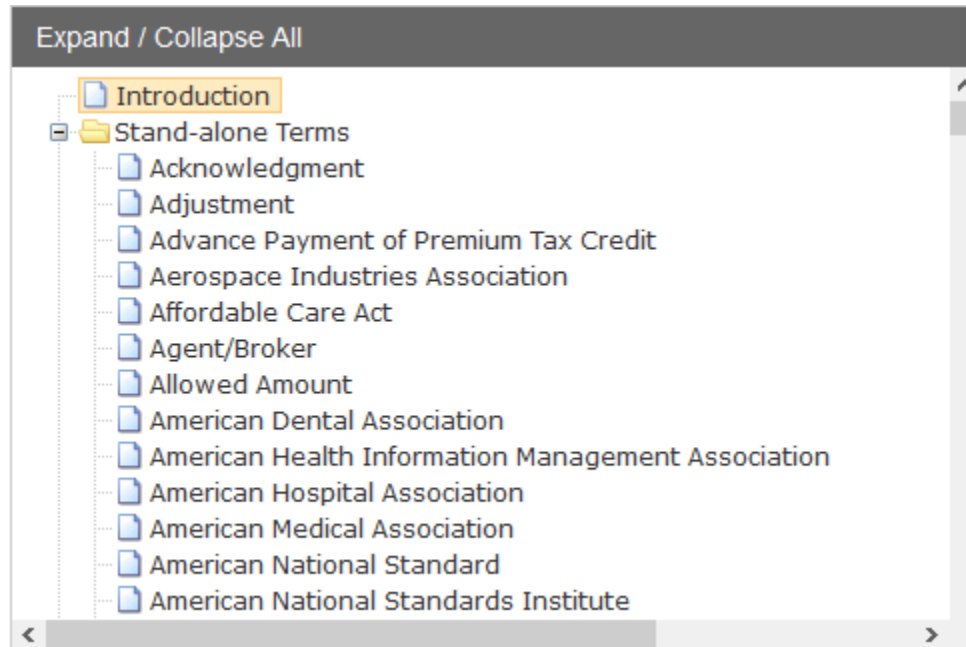 Expand / Collapse All
Introduction
Stand-alone Terms
Acknowledgment
Adjustment
Advance Payment of Premium Tax Credit
Aerospace Industries Association
Affordable Care Act
Agent/Broker
Allowed Amount
American Dental Association
American Health Information Management Association
American Hospital Association
American Medical Association
American National Standard
American National Standards Institute